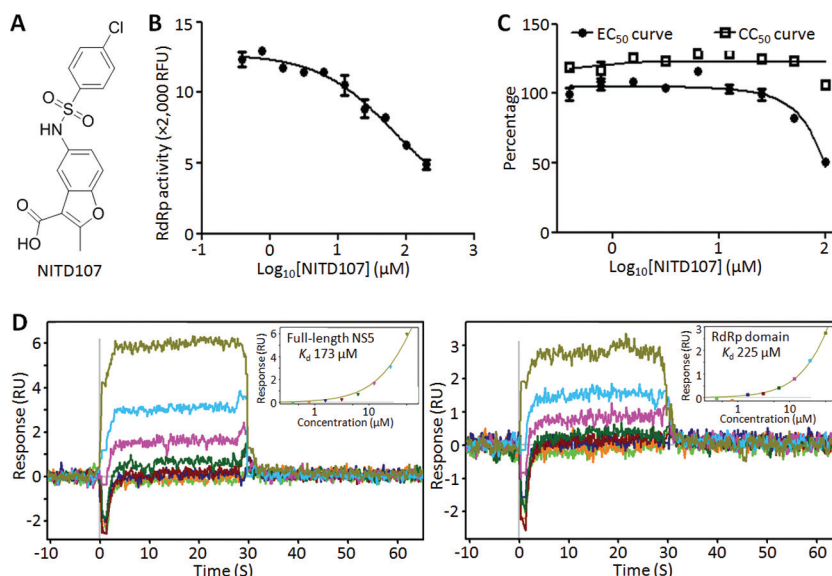 A
Cl
O
S
O
HN
O
O
HO
NITD107
B
RdRp activity (×2,000 RFU)
15
10
5
0
-1
0
1
2
3
Log10[NITD107] (μM)
C
EC50 curve
CC50 curve
Percentage
150
100
50
0
0
1
2
Log10[NITD107] (μM)
D
Response (RU)
6
4
2
0
-2
-10
0
10
20
30
40
50
60
Time (S)
Full-length NS5
Kd 173 μM
Response (RU)
6
4
2
0
1
10
Concentration (μM)
Response (RU)
3
2
1
0
-1
-2
-10
0
10
20
30
40
50
60
Time (S)
RdRp domain
Kd 225 μM
Response (RU)
3
2
1
0
1
10
Concentration (μM)